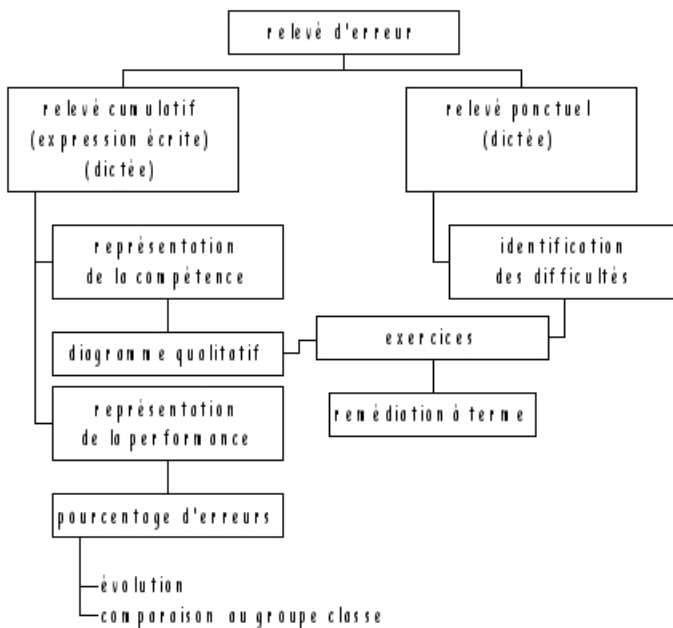 relevé d'erreur
relevé cumulatif
(expression écrite)
(dictée)
relevé ponctuel
(dictée)
représentation
de la compétence
identification
des difficultés
diagramme qualitatif
exercices
représentation
de la performance
remédiation à terme
pourcentage d'erreurs
évolution
comparaison au groupe classe